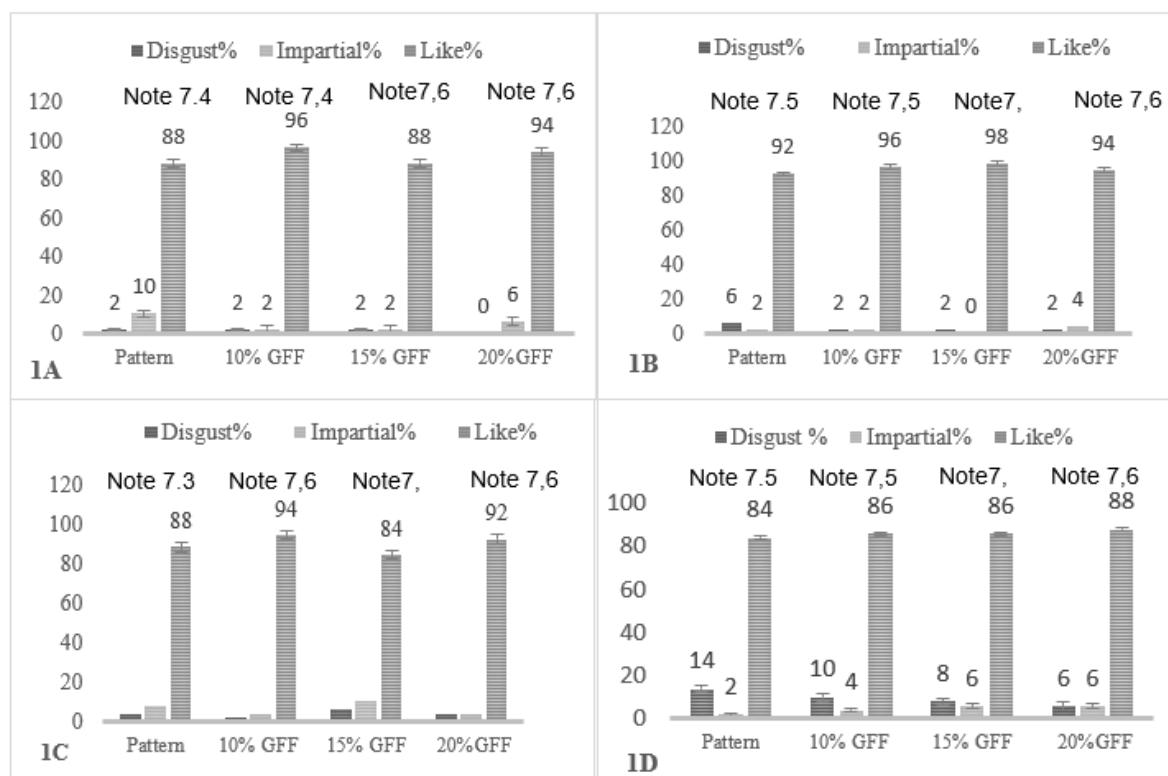 Disgust% Impartial% Like%
Note 7.4 Note 7,4 Note7,6 Note 7,6
120
100
80
60
40
20
0
88 96 88 94
2 10 2 2 2 2 0 6
Pattern 10% GFF 15% GFF 20%GFF
1A
Disgust% Impartial% Like%
Note 7.5 Note 7,5 Note7, Note 7,6
120
100
80
60
40
20
0
92 96 98 94
6 2 2 2 2 0 2 4
Pattern 10% GFF 15% GFF 20%GFF
1B
Disgust% Impartial% Like%
Note 7.3 Note 7,6 Note7, Note 7,6
120
100
80
60
40
20
0
88 94 84 92
Pattern 10% GFF 15% GFF 20%GFF
1C
Disgust % Impartial% Like%
Note 7.5 Note 7,5 Note7, Note 7,6
100
80
60
40
20
0
84 86 86 88
14 2 10 4 8 6 6 6
Pattern 10% GFF 15% GFF 20%GFF
1D